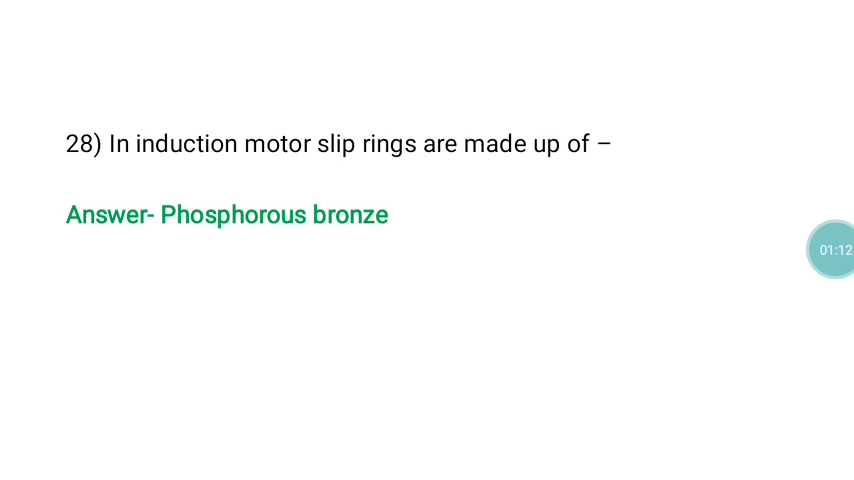 28) In induction motor slip rings are made up of –
Answer- Phosphorous bronze
01:12